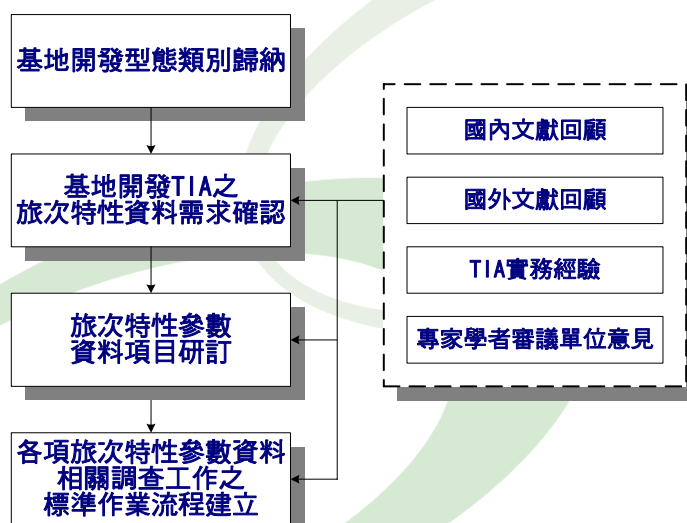 基地開發型態類別歸納
基地開發TIA之
旅次特性資料需求確認
旅次特性參數
資料項目研訂
各項旅次特性參數資料
相關調查工作之
標準作業流程建立
國內文獻回顧
國外文獻回顧
TIA實務經驗
專家學者審議單位意見